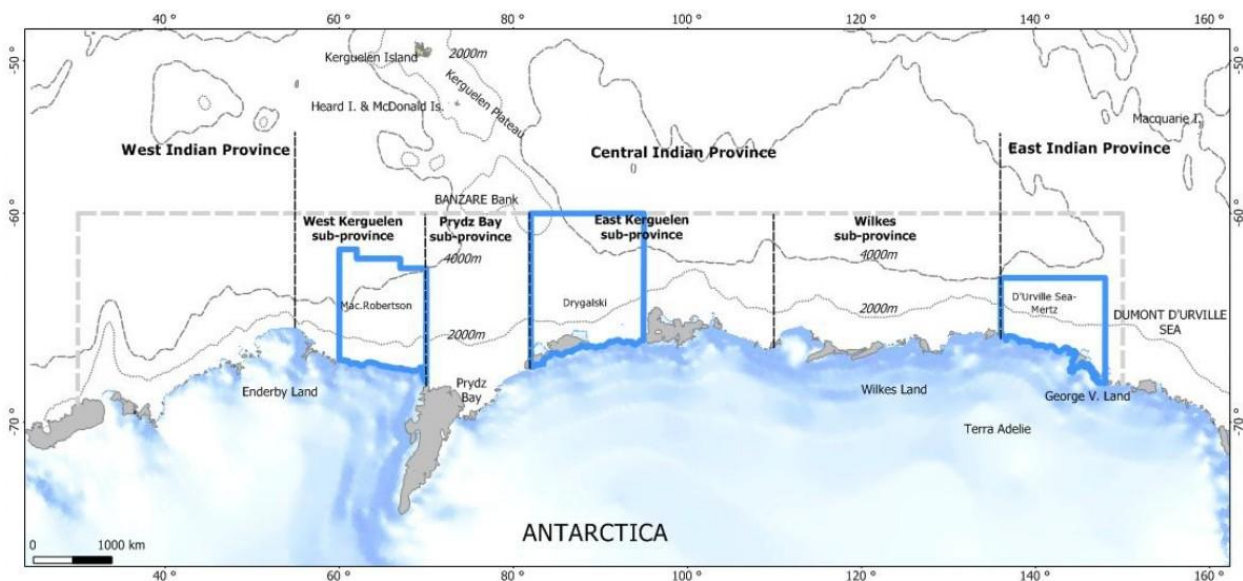 40 °
60 °
80 °
100 °
120 °
140 °
160 °
-50 °
-50 °
Kerguelen Island
2000m
Kerguelen Plateau
Heard I. & McDonald Is.
Macquarie I.
West Indian Province
Central Indian Province
East Indian Province
BANZARE Bank
-60 °
-60 °
West Kerguelen
sub-province
Prydz Bay
sub-province
East Kerguelen
sub-province
Wilkes
sub-province
4000m
4000m
Mac.Robertson
Drygalski
D'Urville Sea-
Mertz
2000m
2000m
DUMONT D'URVILLE
SEA
Enderby Land
Prydz
Bay
Wilkes Land
George V. Land
Terra Adelie
-70 °
-70 °
ANTARCTICA
0
1000 km
40 °
60 °
80 °
100 °
120 °
140 °
160 °